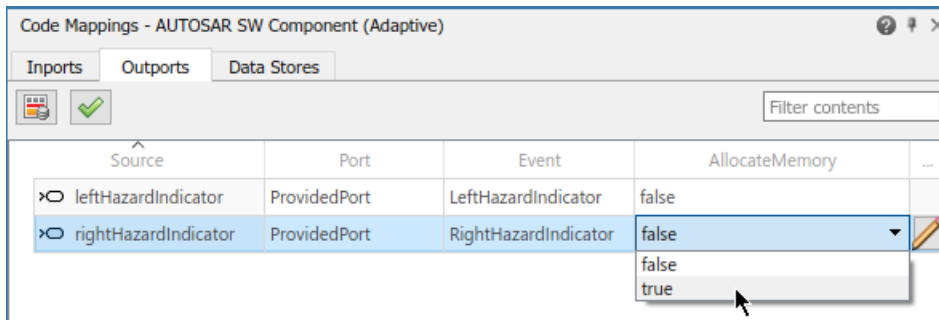 Code Mappings - AUTOSAR SW Component (Adaptive)
Inports Outports Data Stores
Filter contents
Source Port Event AllocateMemory ...
leftHazardIndicator ProvidedPort LeftHazardIndicator false
rightHazardIndicator ProvidedPort RightHazardIndicator false
false
true